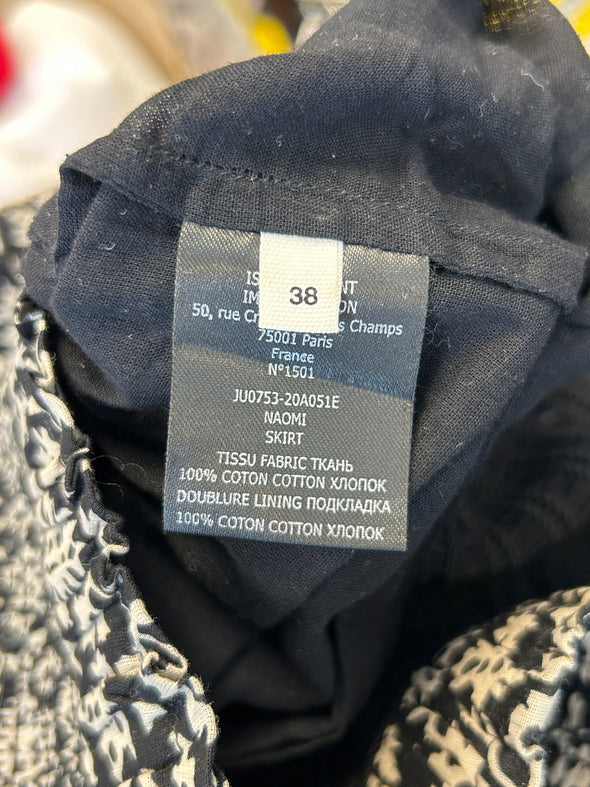 38
50, rue Champs
75001 Paris
France
N°1501
JU0753-20A051E
NAOMI
SKIRT
TISSU FABRIC ТКАНЬ
100% COTON COTTON ХЛОПОК
DOUBLURE LINING ПОДКЛАДКА
100% COTON COTTON ХЛОПОК